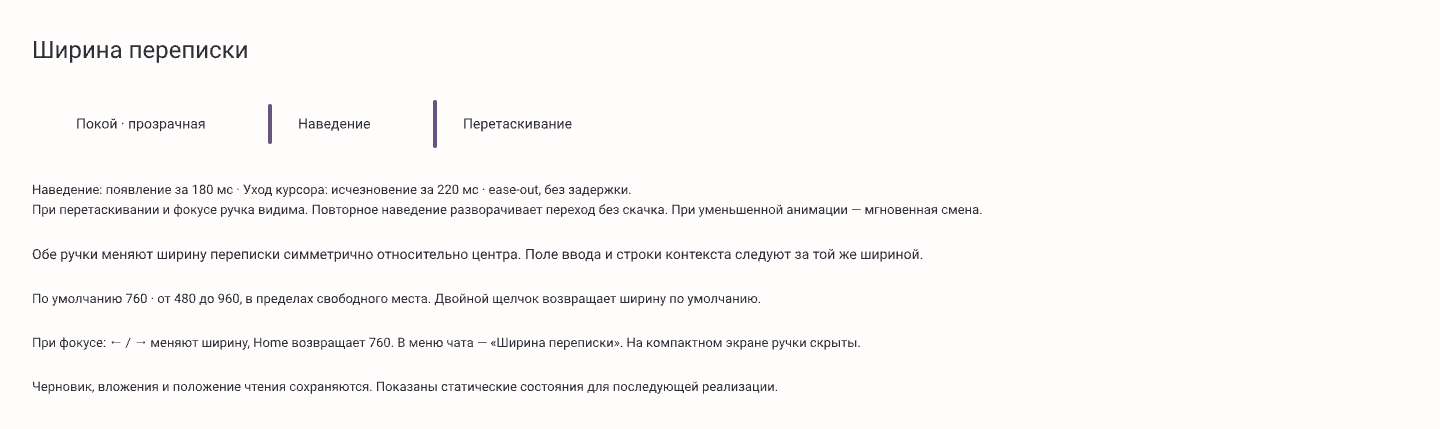 Ширина переписки
Покой · прозрачная
Наведение
Перетаскивание
Наведение: появление за 180 мс · Уход курсора: исчезновение за 220 мс · ease-out, без задержки.
При перетаскивании и фокусе ручка видима. Повторное наведение разворачивает переход без скачка. При уменьшенной анимации — мгновенная смена.
Обе ручки меняют ширину переписки симметрично относительно центра. Поле ввода и строки контекста следуют за той же шириной.
По умолчанию 760 · от 480 до 960, в пределах свободного места. Двойной щелчок возвращает ширину по умолчанию.
При фокусе: ← / → меняют ширину, Home возвращает 760. В меню чата — «Ширина переписки». На компактном экране ручки скрыты.
Черновик, вложения и положение чтения сохраняются. Показаны статические состояния для последующей реализации.